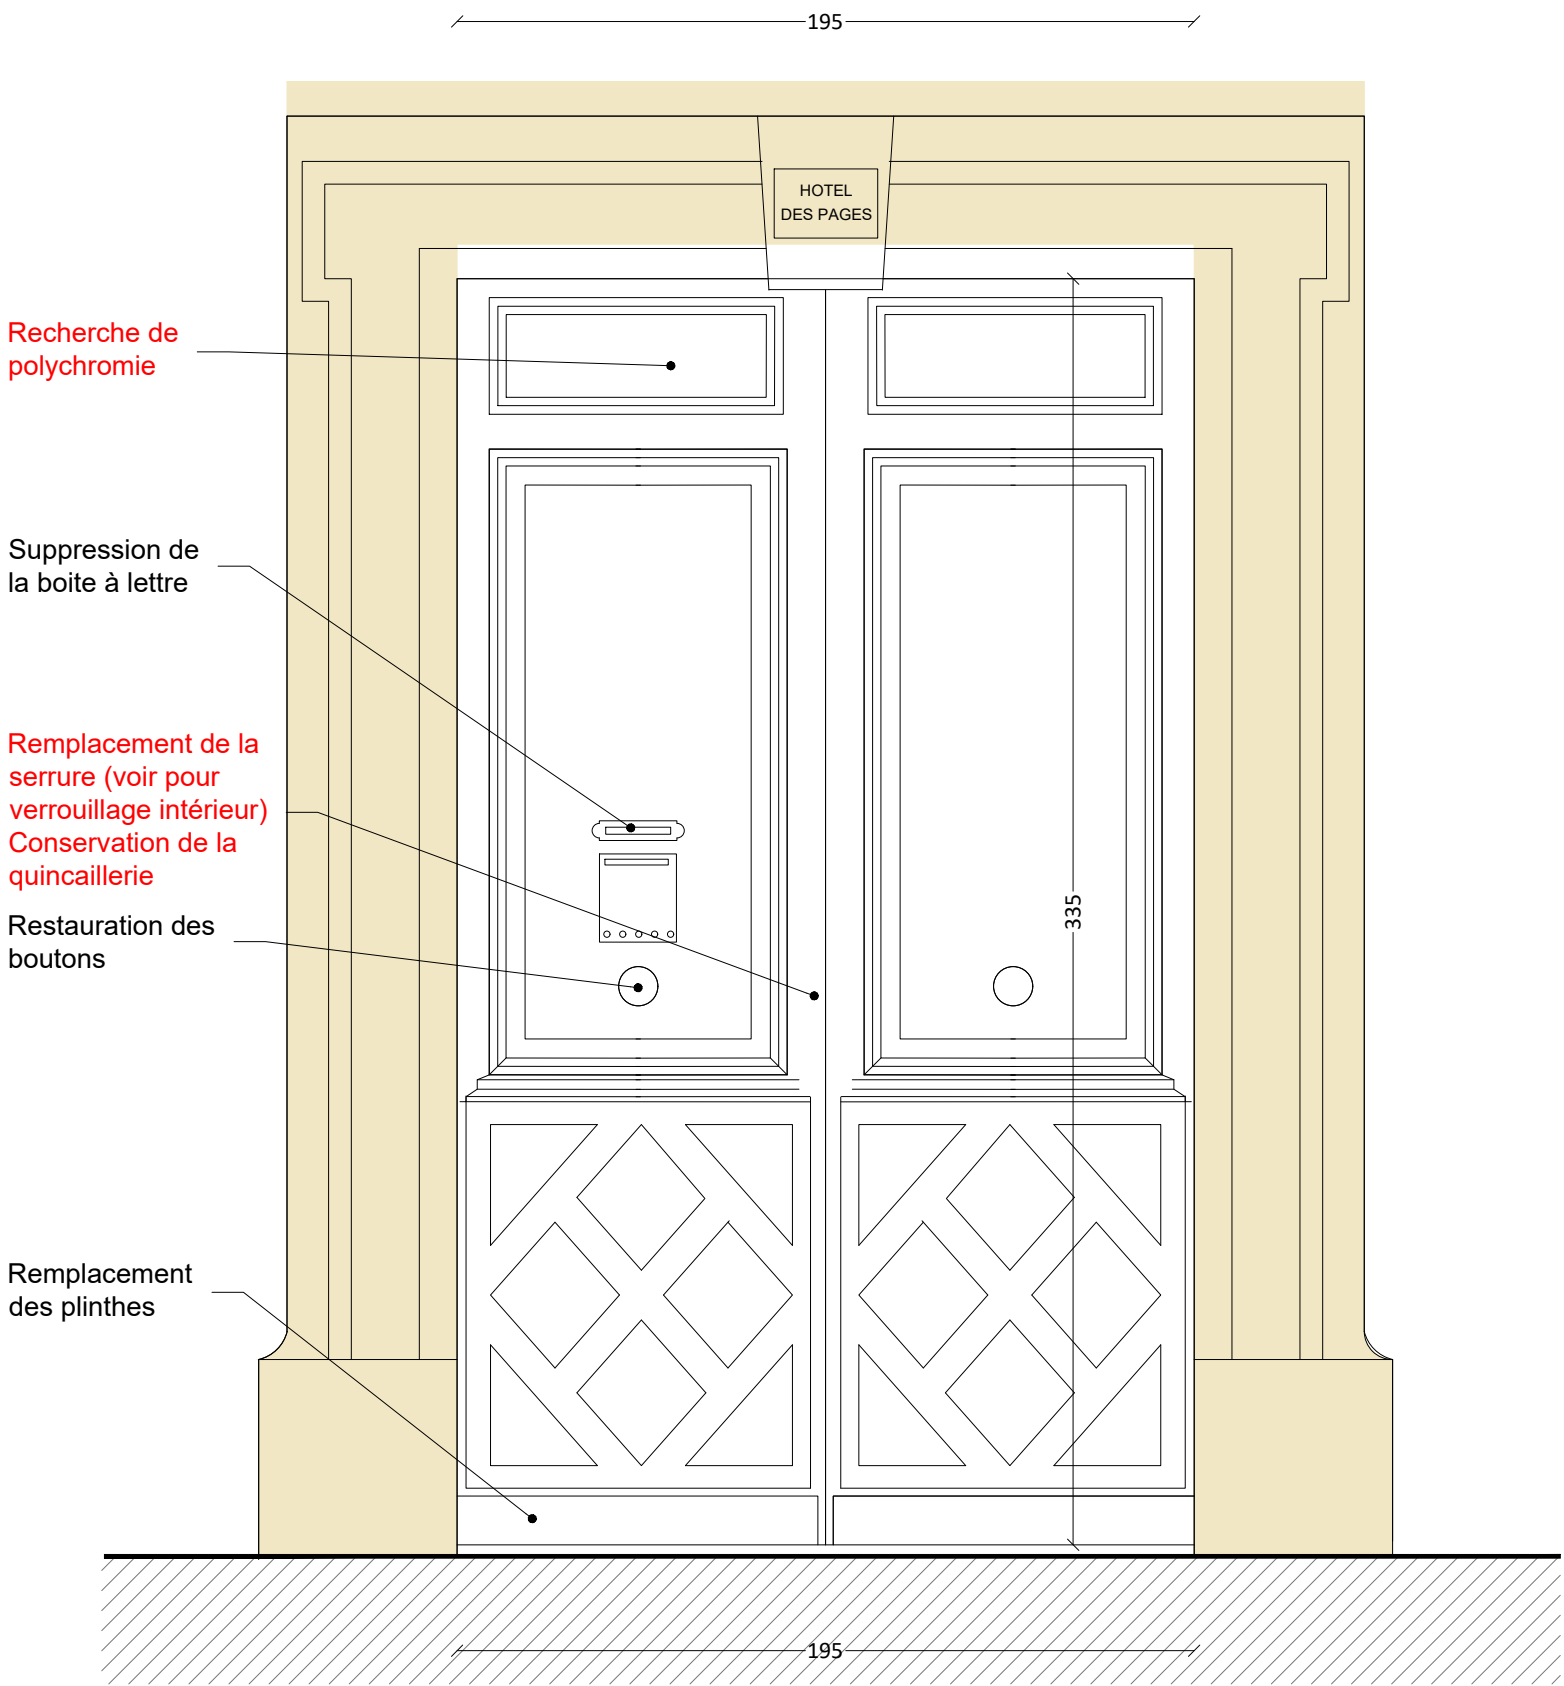 195
HOTEL
DES PAGES
Recherche de
polychromie
Suppression de
la boite à lettre
Remplacement de la
serrure (voir pour
verrouillage intérieur)
Conservation de la
quincaillerie
335
Restauration des
boutons
Remplacement
des plinthes
195